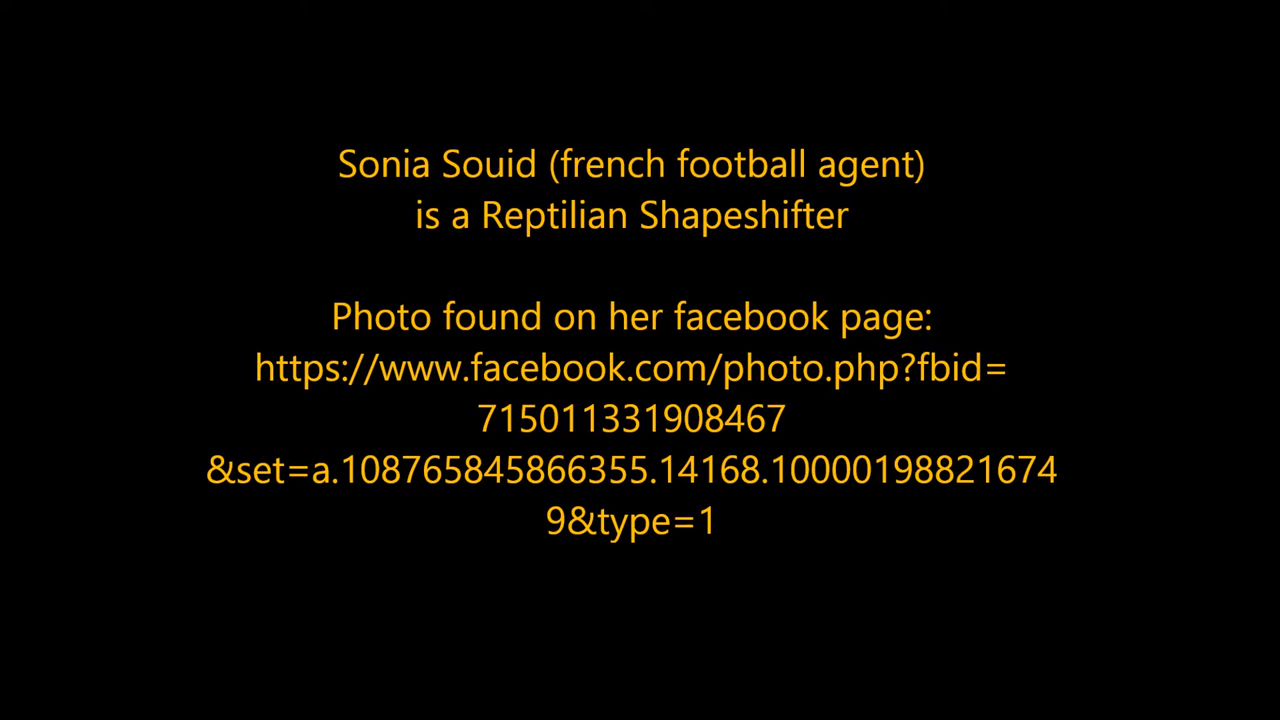 Sonia Souid (french football agent)
is a Reptilian Shapeshifter
Photo found on her facebook page:
https://www.facebook.com/photo.php?fbid=
715011331908467
&set=a.108765845866355.14168.10000198821674
9&type=1